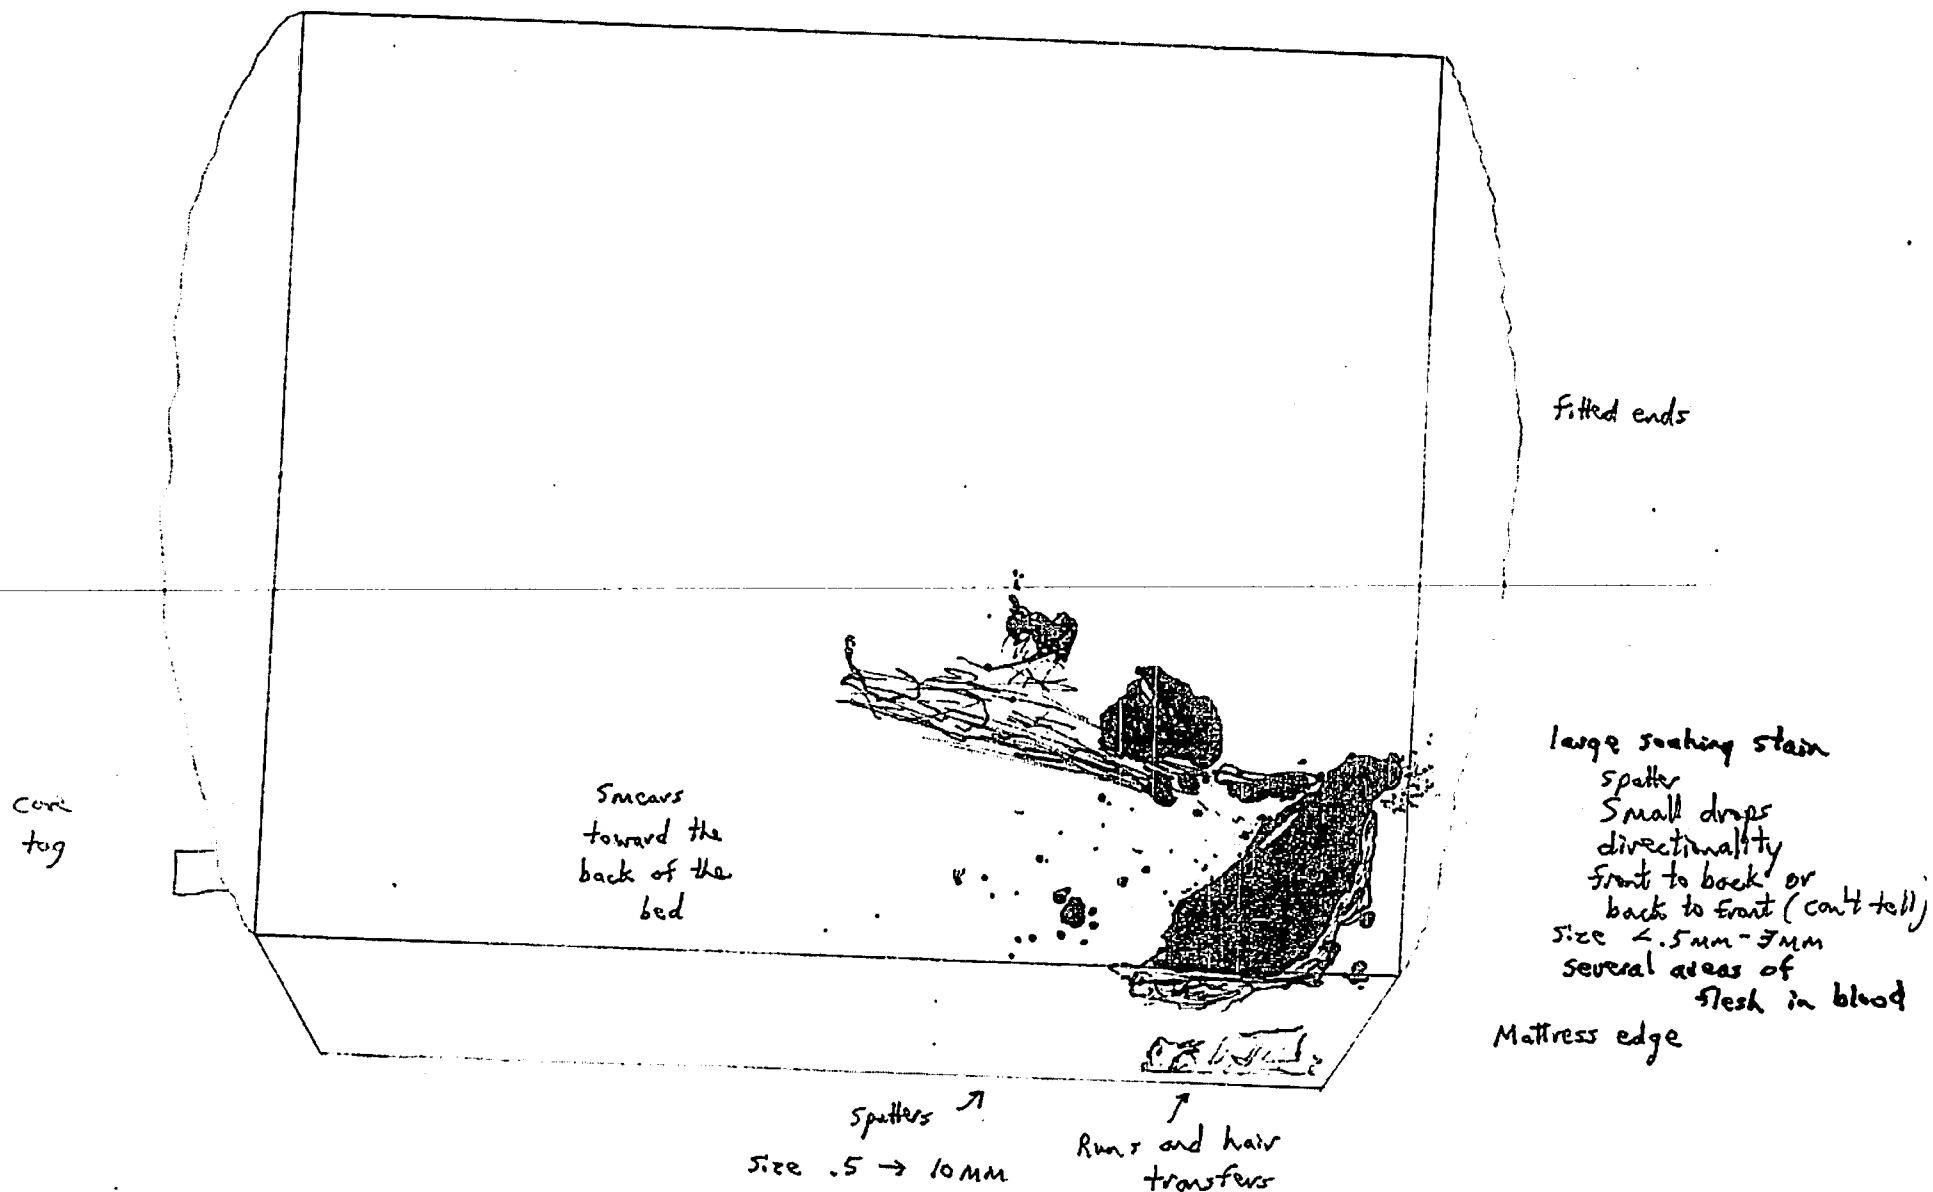 Fitted ends
large soaking stain
spatter
Small drops
directionality
front to back or
back to front (can't tell)
size <.5mm-3mm
several areas of
flesh in blood
Mattress edge
care
tag
Smears
toward the
back of the
bed
Spatters
size .5 → 10mm
Runs and hair
transfers